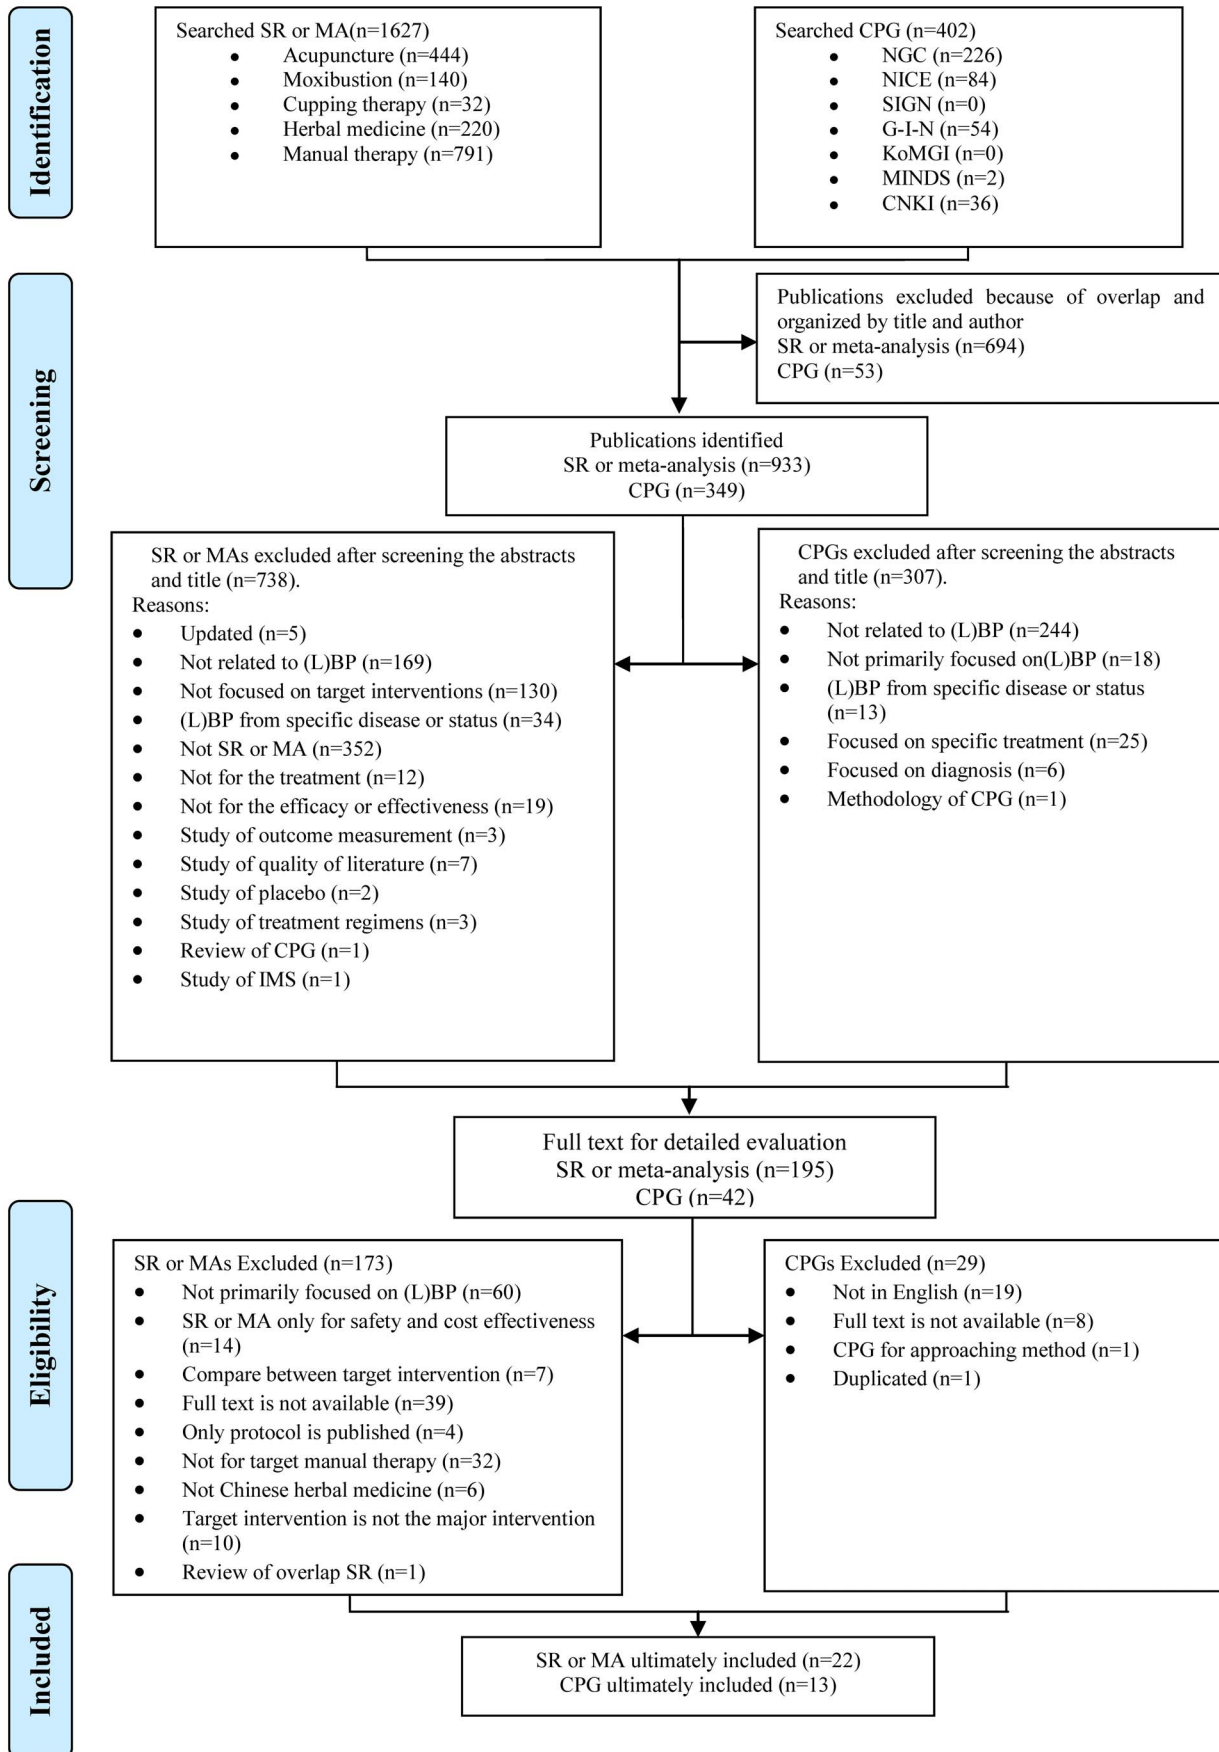 Identification
Searched SR or MA(n=1627)
● Acupuncture (n=444)
● Moxibustion (n=140)
● Cupping therapy (n=32)
● Herbal medicine (n=220)
● Manual therapy (n=791)
Searched CPG (n=402)
● NGC (n=226)
● NICE (n=84)
● SIGN (n=0)
● G-I-N (n=54)
● KoMGI (n=0)
● MINDS (n=2)
● CNKI (n=36)
Screening
Publications excluded because of overlap and
organized by title and author
SR or meta-analysis (n=694)
CPG (n=53)
Publications identified
SR or meta-analysis (n=933)
CPG (n=349)
SR or MAs excluded after screening the abstracts
and title (n=738).
Reasons:
● Updated (n=5)
● Not related to (L)BP (n=169)
● Not focused on target interventions (n=130)
● (L)BP from specific disease or status (n=34)
● Not SR or MA (n=352)
● Not for the treatment (n=12)
● Not for the efficacy or effectiveness (n=19)
● Study of outcome measurement (n=3)
● Study of quality of literature (n=7)
● Study of placebo (n=2)
● Study of treatment regimens (n=3)
● Review of CPG (n=1)
● Study of IMS (n=1)
CPGs excluded after screening the abstracts
and title (n=307).
Reasons:
● Not related to (L)BP (n=244)
● Not primarily focused on(L)BP (n=18)
● (L)BP from specific disease or status
(n=13)
● Focused on specific treatment (n=25)
● Focused on diagnosis (n=6)
● Methodology of CPG (n=1)
Full text for detailed evaluation
SR or meta-analysis (n=195)
CPG (n=42)
Eligibility
SR or MAs Excluded (n=173)
● Not primarily focused on (L)BP (n=60)
● SR or MA only for safety and cost effectiveness
(n=14)
● Compare between target intervention (n=7)
● Full text is not available (n=39)
● Only protocol is published (n=4)
● Not for target manual therapy (n=32)
● Not Chinese herbal medicine (n=6)
● Target intervention is not the major intervention
(n=10)
● Review of overlap SR (n=1)
CPGs Excluded (n=29)
● Not in English (n=19)
● Full text is not available (n=8)
● CPG for approaching method (n=1)
● Duplicated (n=1)
Included
SR or MA ultimately included (n=22)
CPG ultimately included (n=13)